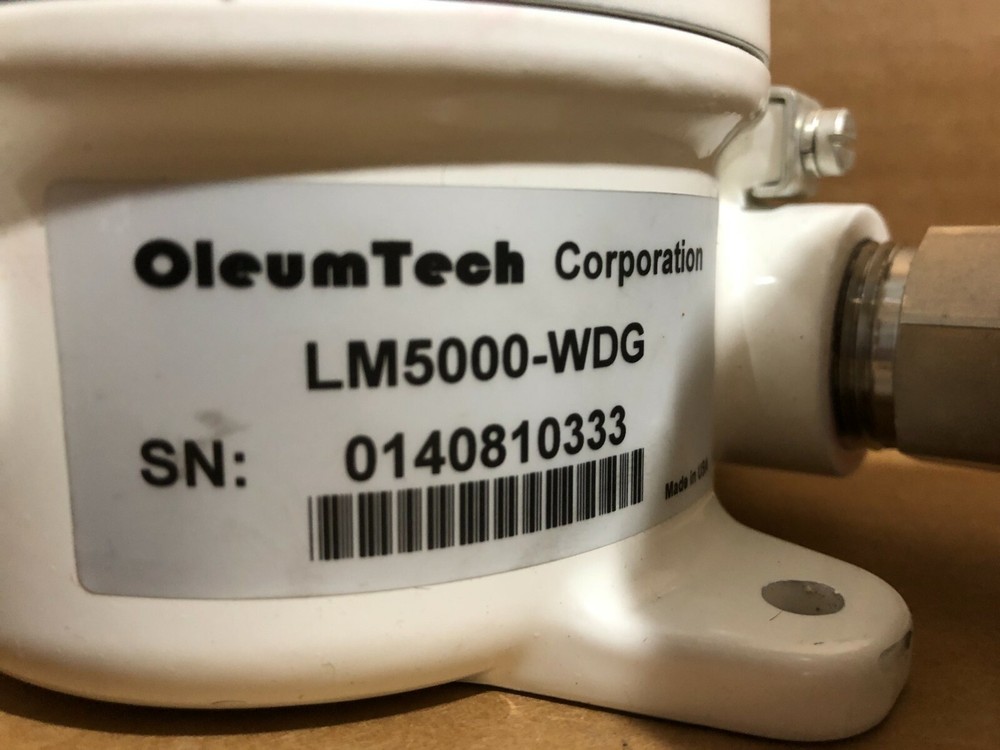 OleumTech Corporation
LM5000-WDG
SN: 0140810333
Made in USA